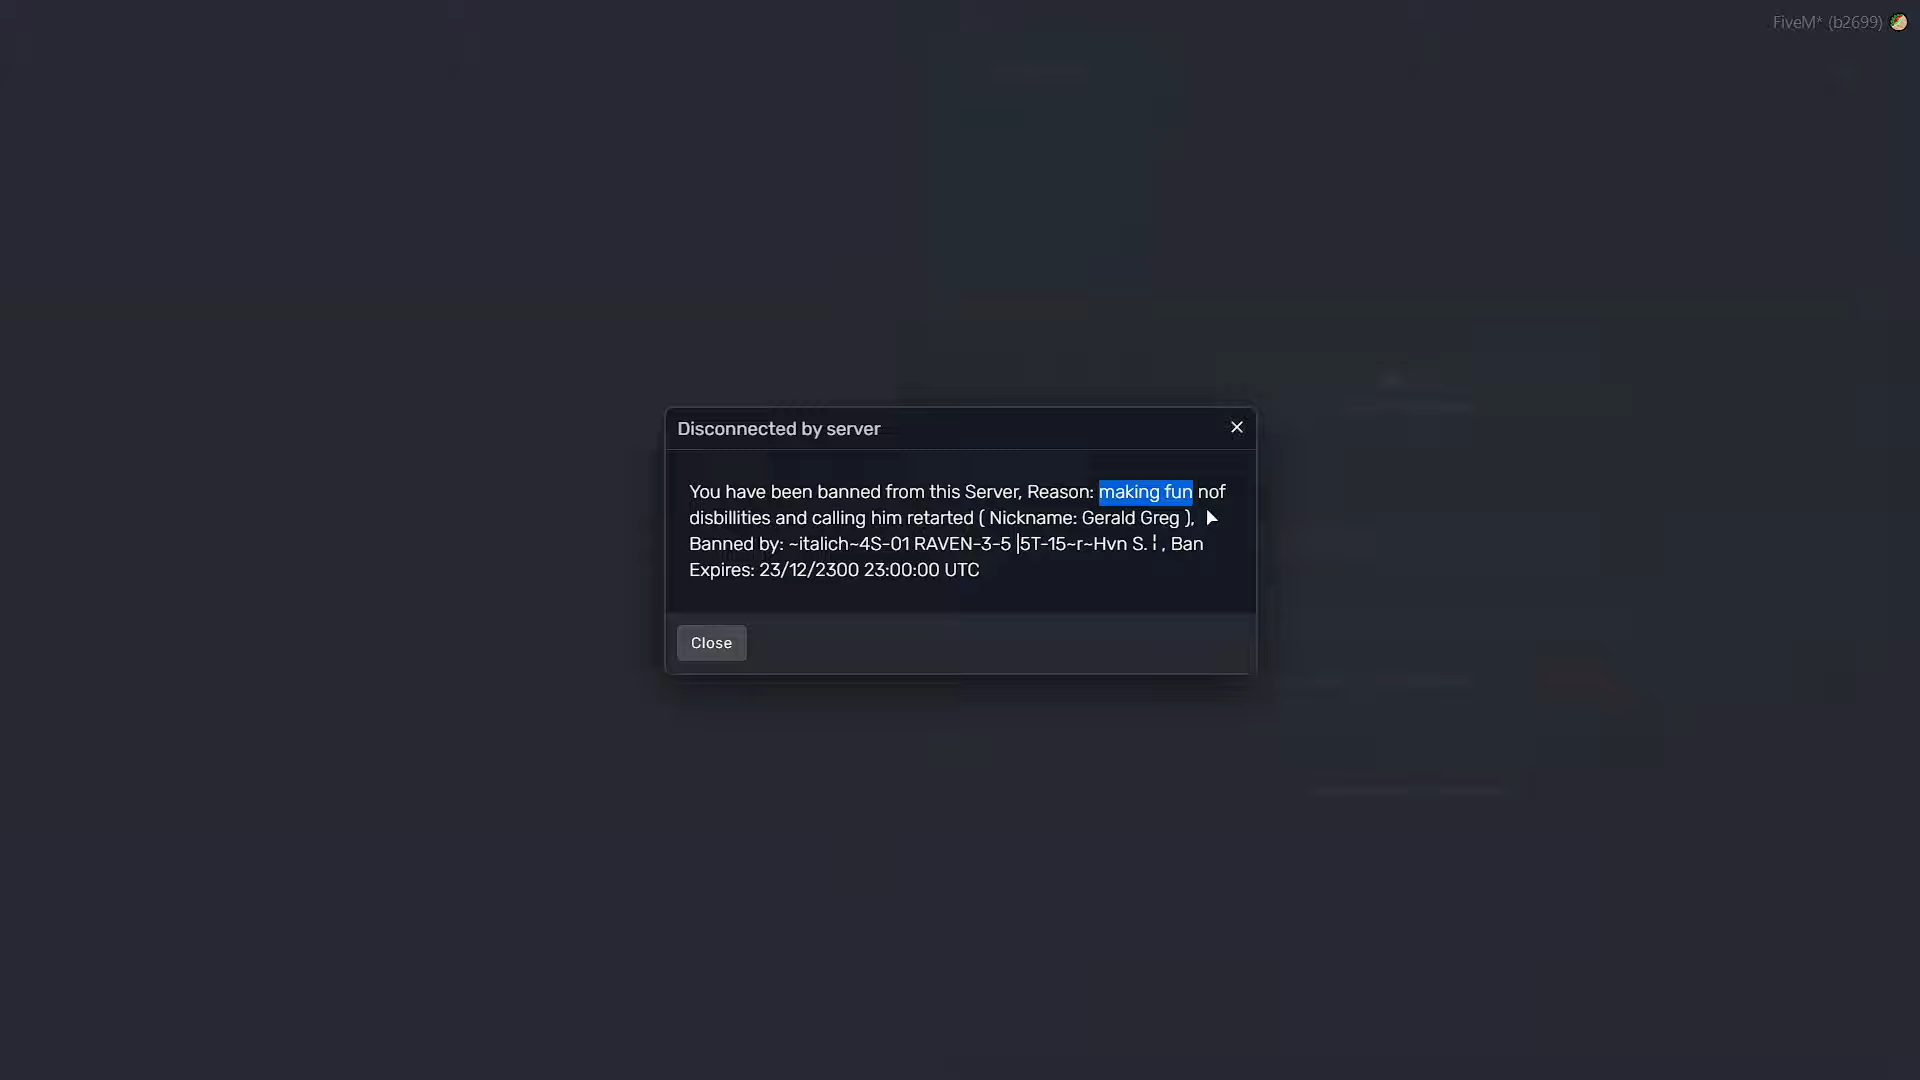 FiveM* (b2699)
Disconnected by server
You have been banned from this Server, Reason: making fun nof
disbillities and calling him retarted ( Nickname: Gerald Greg ),
Banned by: ~italich~4S-01 RAVEN-3-5 |5T-15~r~Hvn S. ¦ , Ban
Expires: 23/12/2300 23:00:00 UTC
Close